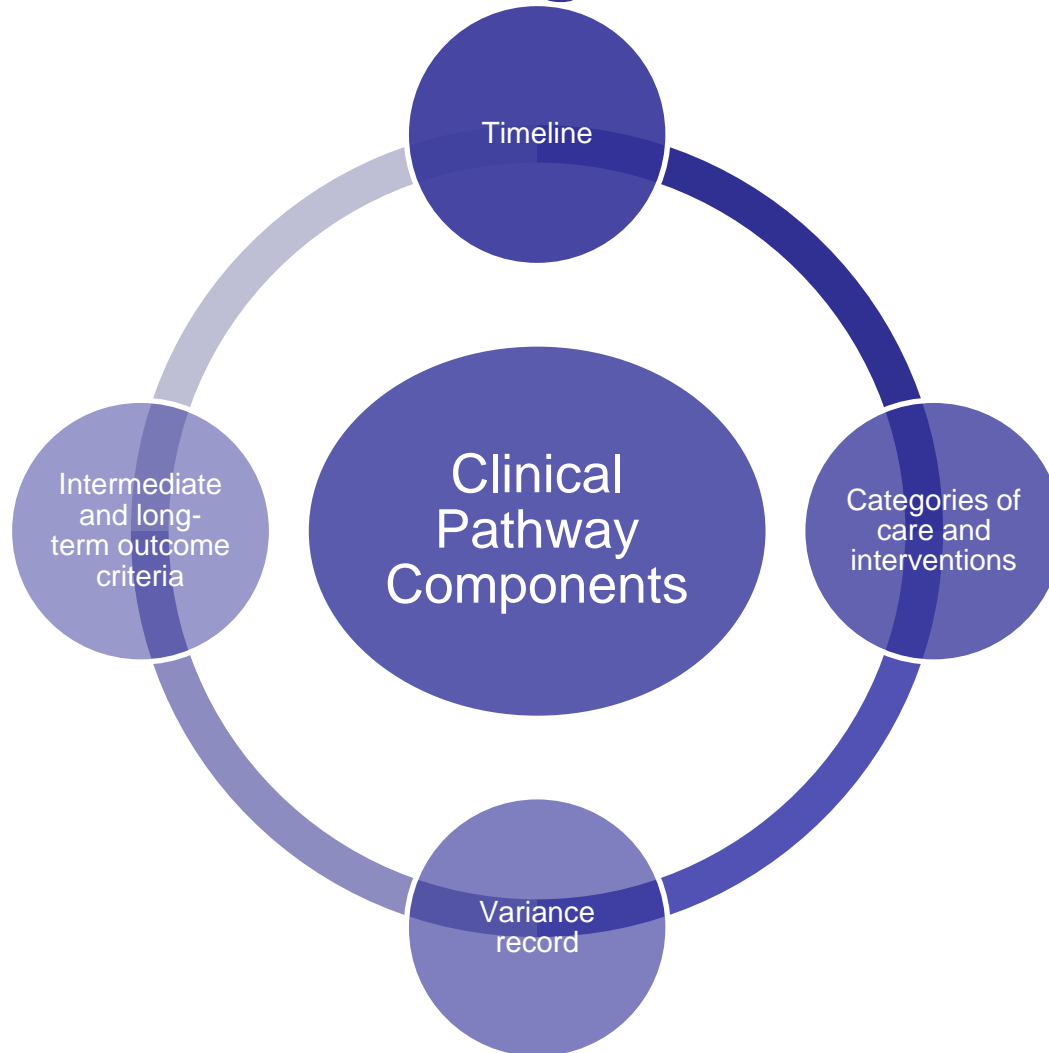 Timeline
Clinical
Pathway
Components
Intermediate
and long-
term outcome
criteria
Categories of
care and
interventions
Variance
record